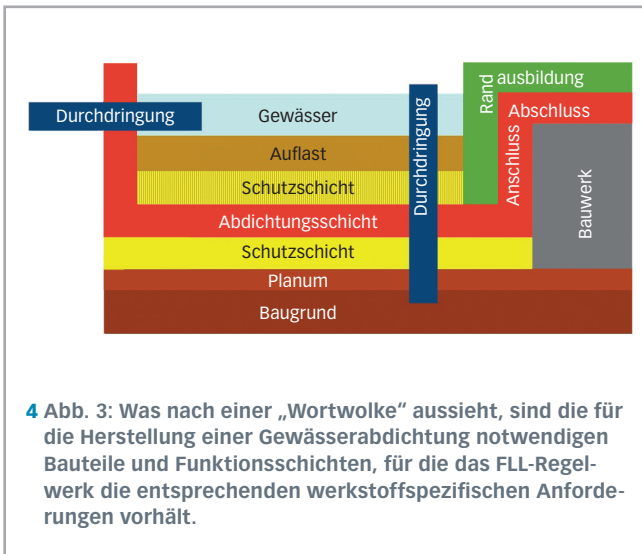 Rand ausbildung
Durchdringung
Gewässer
Durchdringung
Abschluss
Anschluss
Auflast
Schutzschicht
Bauwerk
Abdichtungsschicht
Schutzschicht
Planum
Baugrund
4 Abb. 3: Was nach einer „Wortwolke“ aussieht, sind die für
die Herstellung einer Gewässerabdichtung notwendigen
Bauteile und Funktionsschichten, für die das FLL-Regel-
werk die entsprechenden werkstoffspezifischen Anforde-
rungen vorhält.